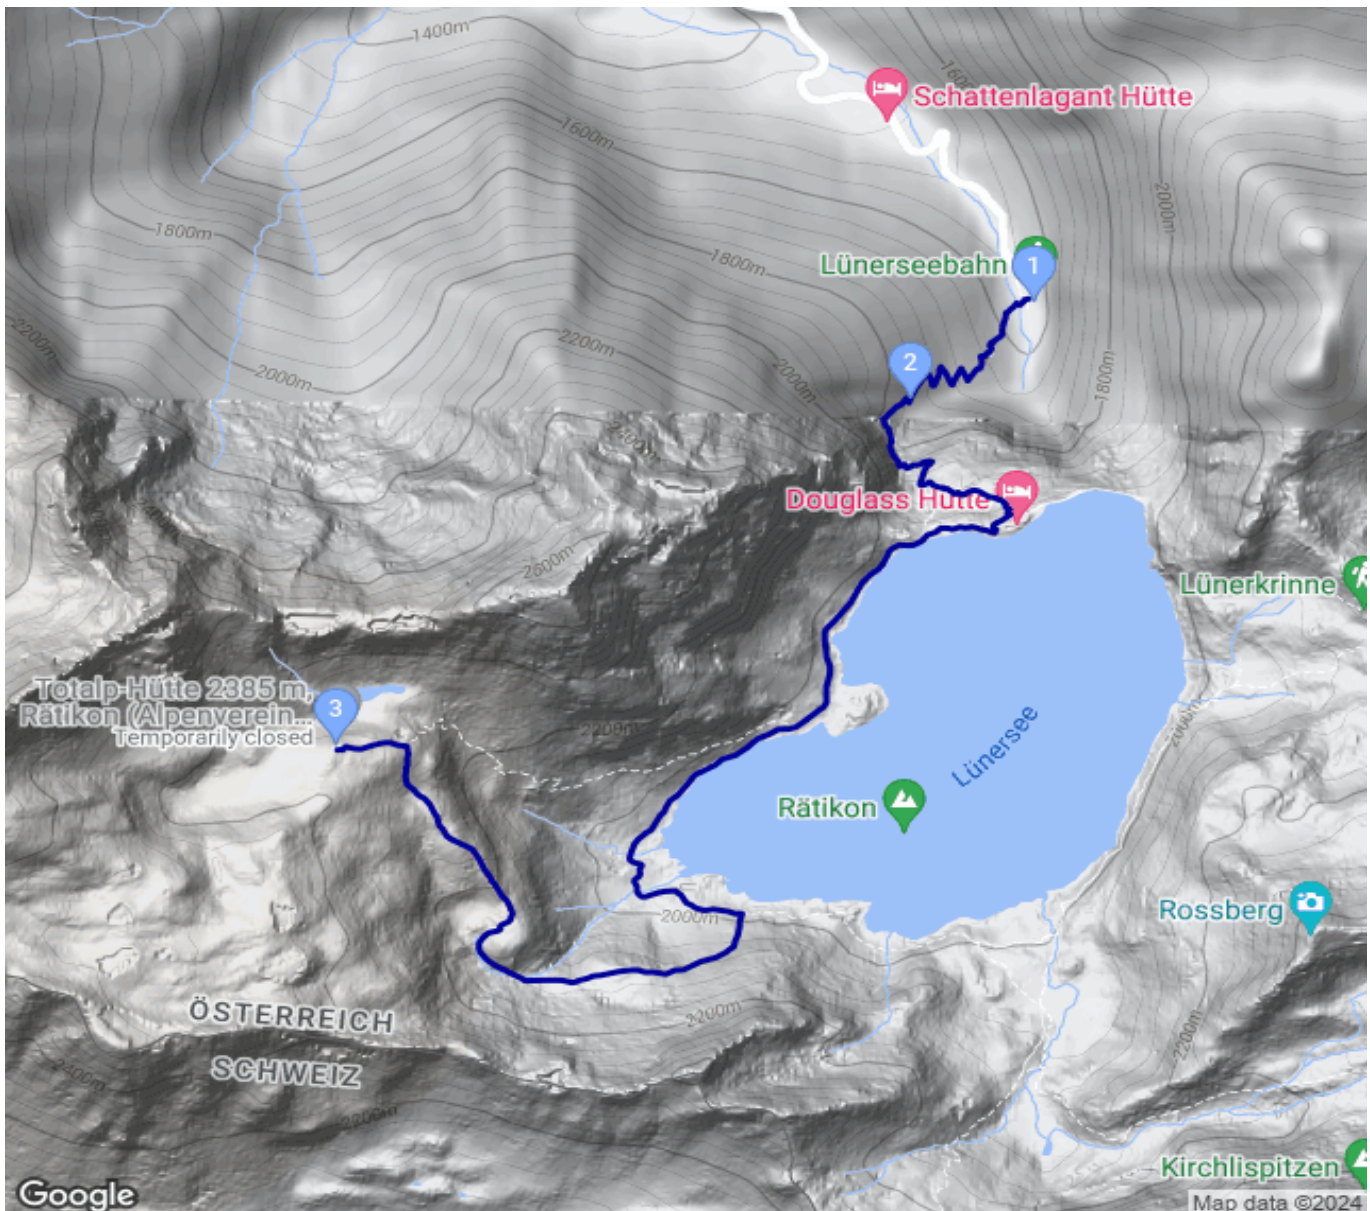 1400m
1600m
Schattenlagant Hütte
1600m
2000m
1800m
Lünerseebahn
1
1800m
2200m
2200m
2000m
2000m
2
1800m
2200m
Douglass Hütte
2600m
Lünerkrinne
Totalp-Hütte 2385 m,
Rätikon (Alpenverein...
Temporarily closed
3
2200m
2000m
Lünersee
Rätikon
2000m
Rossberg
ÖSTERREICH
2200m
SCHWEIZ
2200m
2400m
2200m
Kirchlispitzen
Google
Map data ©2024